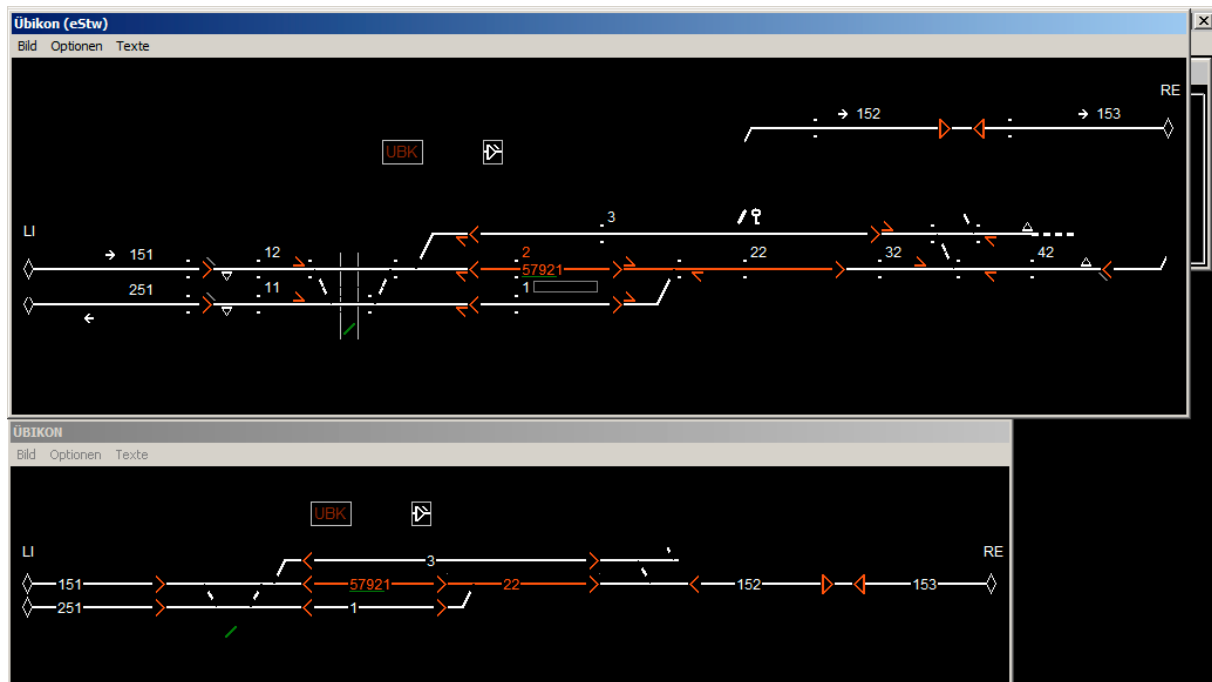 Übikon (eStw)
Bild Optionen Texte
RE
152 153
UBK
3
LI
151 12 2 22 32 42
57921
251 11 1
ÜBIKON
Bild Optionen Texte
UBK
LI RE
3
151 57921 22 152 153
251 1